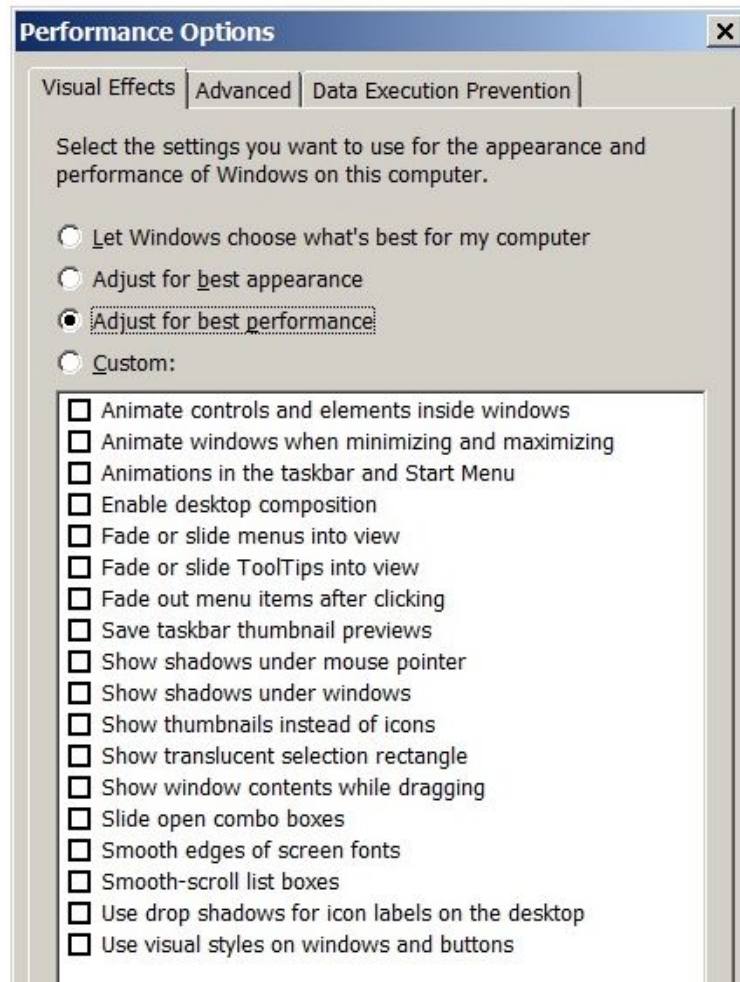 Performance Options
Visual Effects
Advanced
Data Execution Prevention
Select the settings you want to use for the appearance and
performance of Windows on this computer.
Let Windows choose what's best for my computer
Adjust for best appearance
Adjust for best performance
Custom:
Animate controls and elements inside windows
Animate windows when minimizing and maximizing
Animations in the taskbar and Start Menu
Enable desktop composition
Fade or slide menus into view
Fade or slide ToolTips into view
Fade out menu items after clicking
Save taskbar thumbnail previews
Show shadows under mouse pointer
Show shadows under windows
Show thumbnails instead of icons
Show translucent selection rectangle
Show window contents while dragging
Slide open combo boxes
Smooth edges of screen fonts
Smooth-scroll list boxes
Use drop shadows for icon labels on the desktop
Use visual styles on windows and buttons